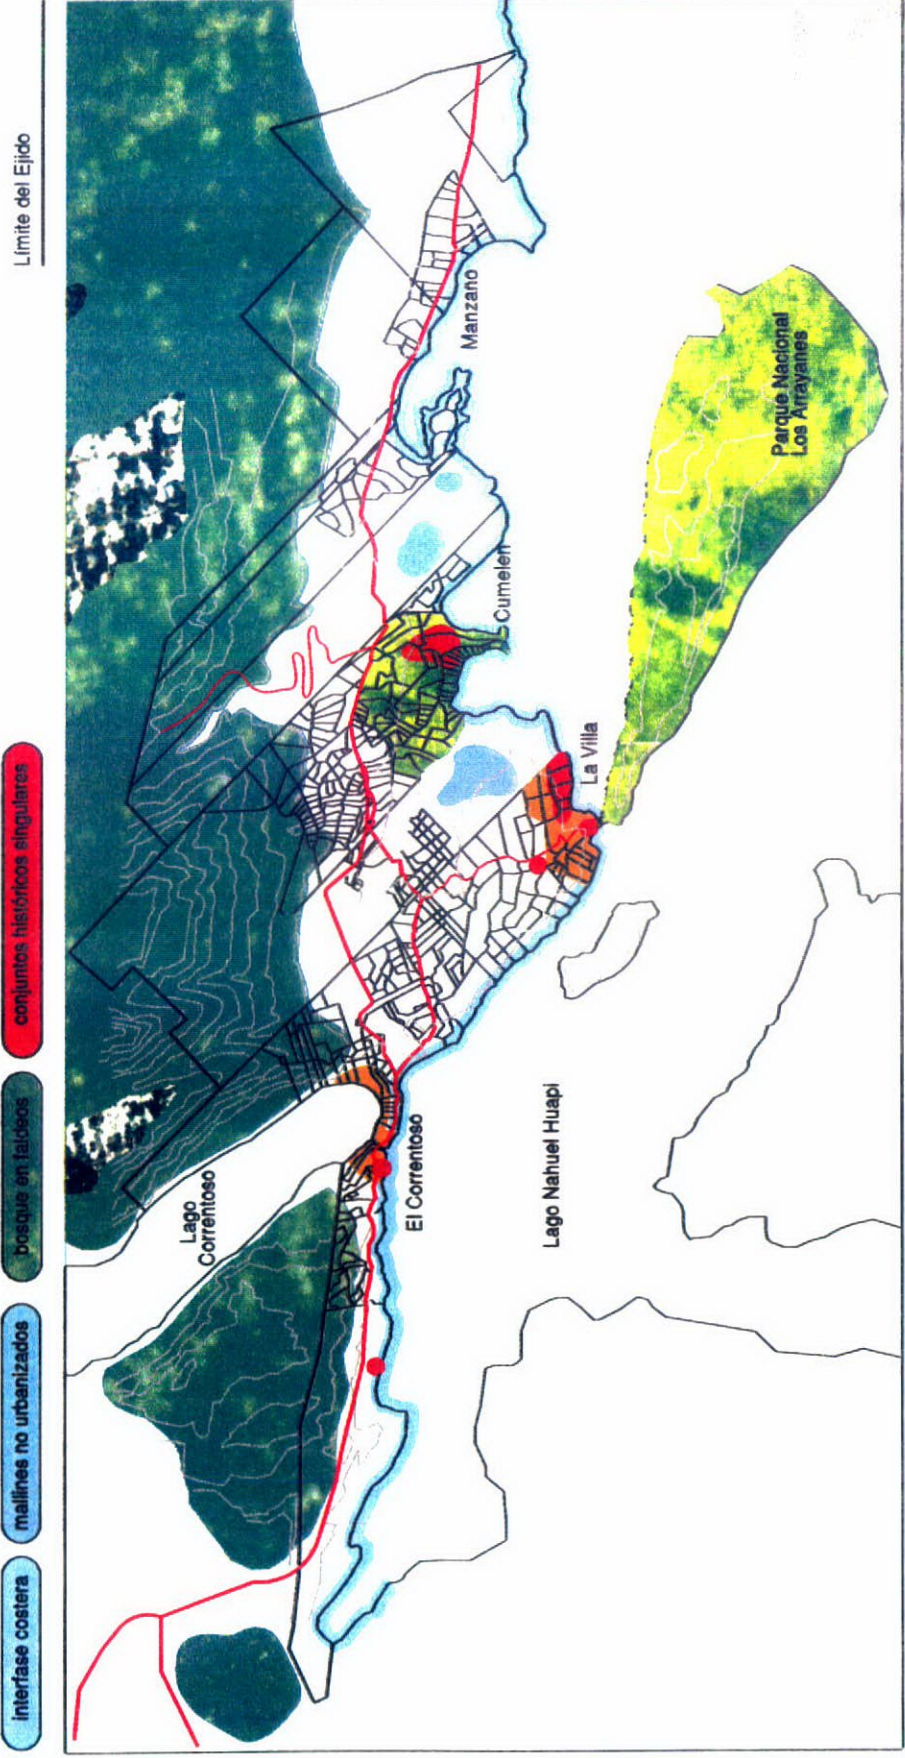 interfase costera
mallines no urbanizados
bosque en faldeos
conjuntos históricos singulares
Límite del Ejido
Lago
Correntoso
El Correntoso
Lago Nahuel Huapi
La Villa
Cumelen
Manzano
Parque Nacional
Los Arrayanes